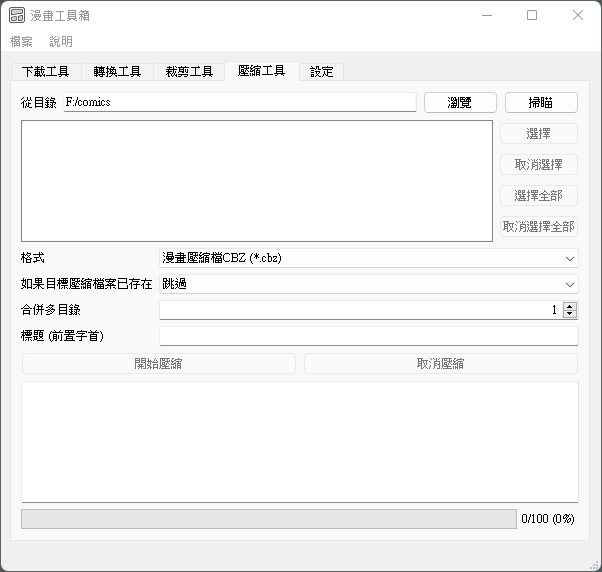 漫畫工具箱
檔案 說明
下載工具 轉換工具 裁剪工具 壓縮工具 設定
從目錄 F:/comics 瀏覽 掃瞄
選擇
取消選擇
選擇全部
取消選擇全部
格式 漫畫壓縮檔CBZ (*.cbz)
如果目標壓縮檔案已存在 跳過
合併多目錄 1
標題 (前置字首)
開始壓縮 取消壓縮
0/100 (0%)